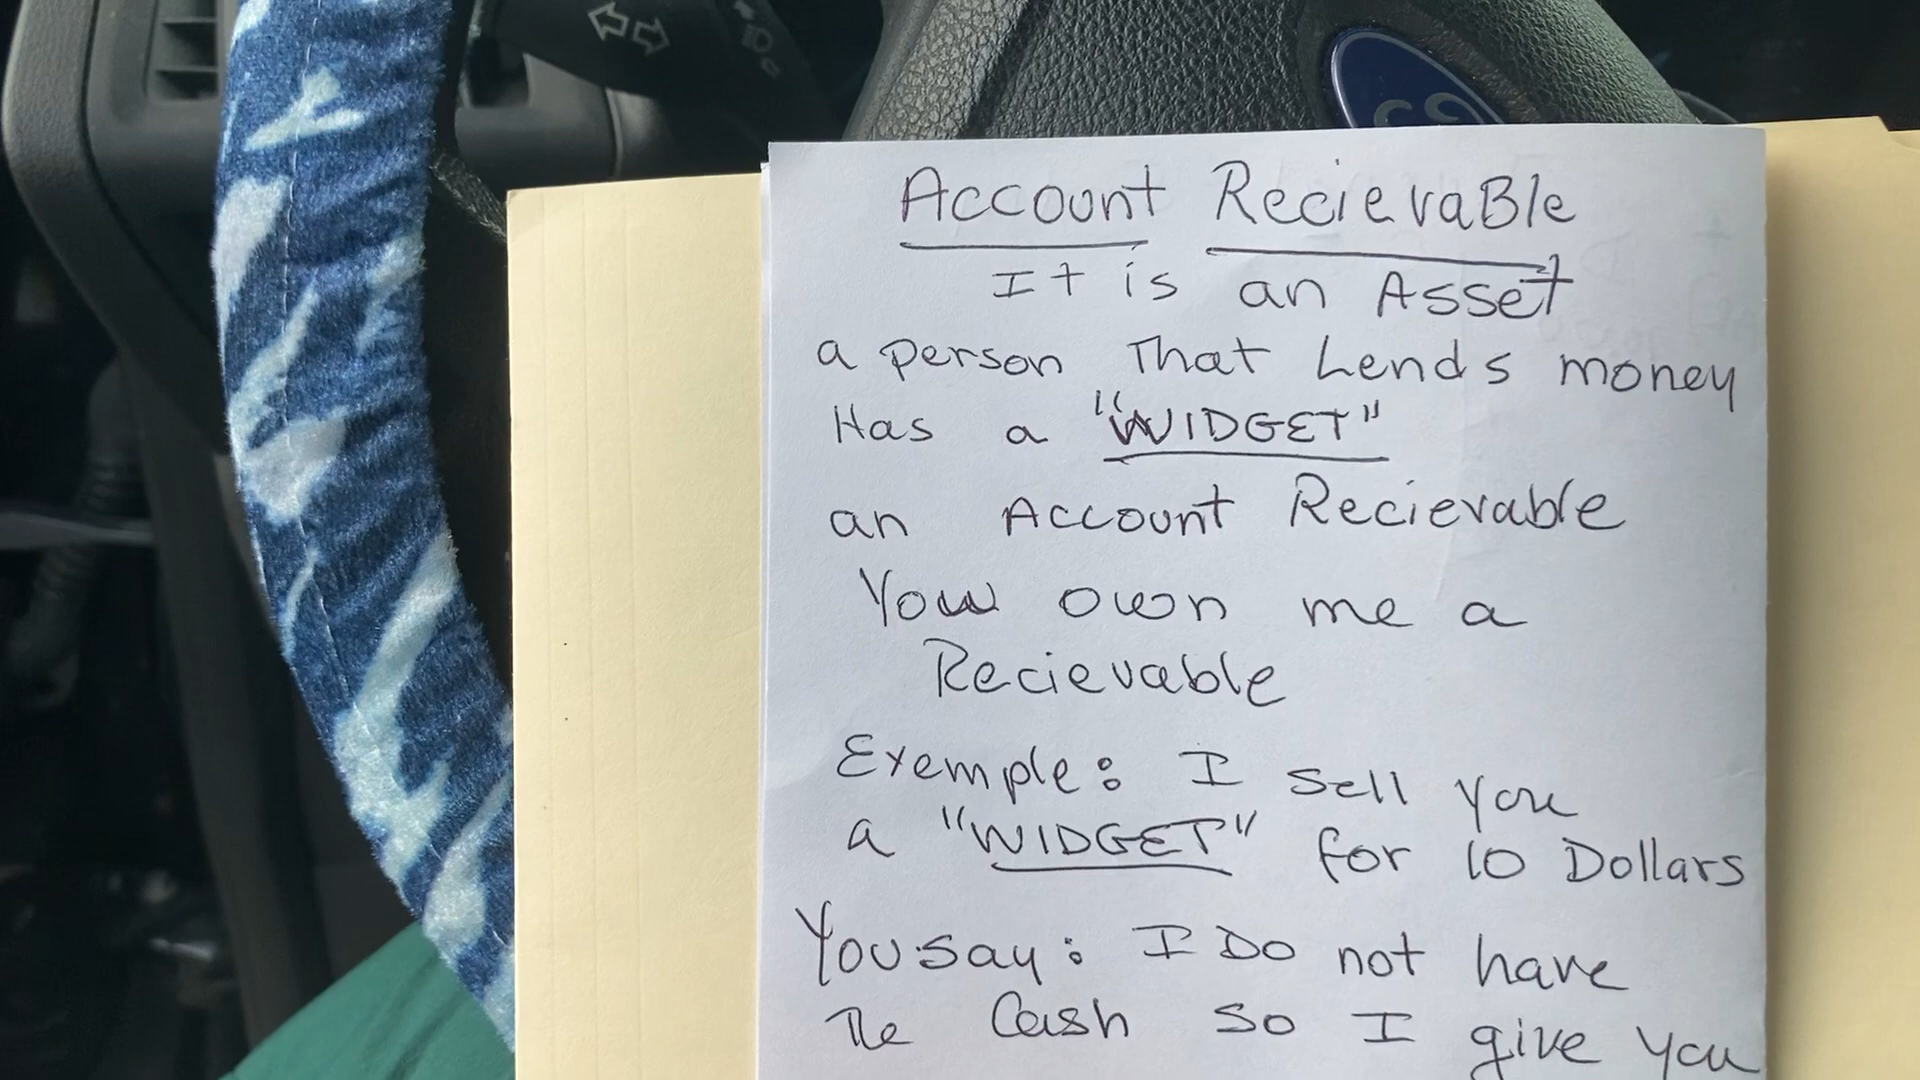 Account RecievaBle
It is an Asset
a person That Lends money
Has a "WIDGET"
an Account Recievable
You own me a
Recievable
Exemple: I sell you
a "WIDGET" for 10 Dollars
You say: I Do not have
The Cash so I give you